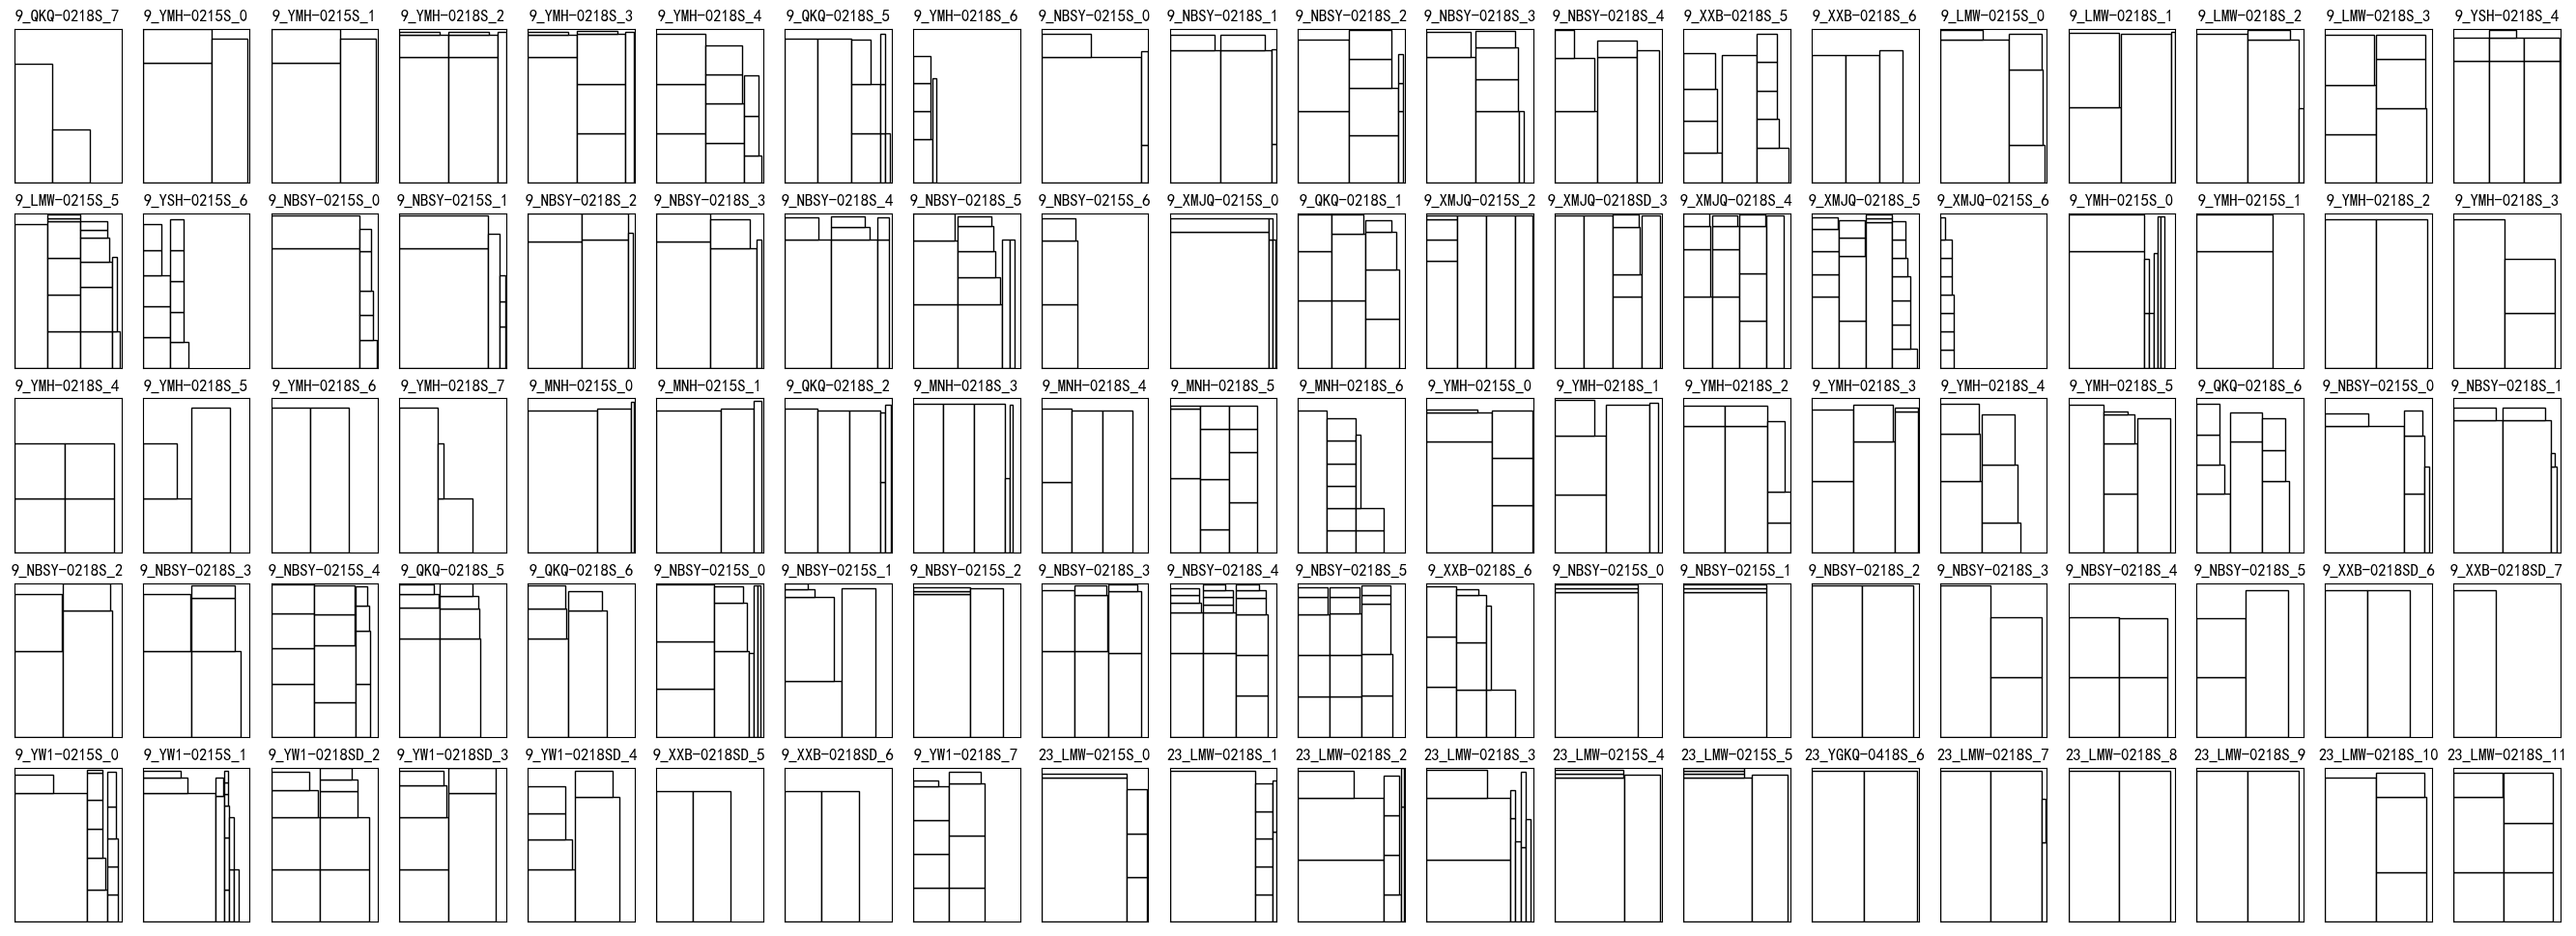 9_QKQ-0218S_7 9_YMH-0215S_0 9_YMH-0215S_1 9_YMH-0218S_2 9_YMH-0218S_3 9_YMH-0218S_4 9_QKQ-0218S_5 9_YMH-0218S_6 9_NBSY-0215S_0 9_NBSY-0218S_1 9_NBSY-0218S_2 9_NBSY-0218S_3 9_NBSY-0218S_4 9_XXB-0218S_5 9_XXB-0218S_6 9_LMW-0215S_0 9_LMW-0218S_1 9_LMW-0218S_2 9_LMW-0218S_3 9_YSH-0218S_4
9_LMW-0218S_5 9_YSH-0218S_6 9_NBSY-0215S_0 9_NBSY-0215S_1 9_NBSY-0218S_2 9_NBSY-0218S_3 9_NBSY-0218S_4 9_NBSY-0218S_5 9_NBSY-0215S_6 9_XMJQ-0215S_0 9_QKQ-0218S_1 9_XMJQ-0215S_2 9_XMJQ-0218SD_3 9_XMJQ-0218S_4 9_XMJQ-0218S_5 9_XMJQ-0215S_6 9_YMH-0215S_0 9_YMH-0215S_1 9_YMH-0218S_2 9_YMH-0218S_3
9_YMH-0218S_4 9_YMH-0218S_5 9_YMH-0218S_6 9_YMH-0218S_7 9_MNH-0215S_0 9_MNH-0215S_1 9_QKQ-0218S_2 9_MNH-0218S_3 9_MNH-0218S_4 9_MNH-0218S_5 9_MNH-0218S_6 9_YMH-0215S_0 9_YMH-0218S_1 9_YMH-0218S_2 9_YMH-0218S_3 9_YMH-0218S_4 9_YMH-0218S_5 9_QKQ-0218S_6 9_NBSY-0215S_0 9_NBSY-0218S_1
9_NBSY-0218S_2 9_NBSY-0218S_3 9_NBSY-0215S_4 9_QKQ-0218S_5 9_QKQ-0218S_6 9_NBSY-0215S_0 9_NBSY-0215S_1 9_NBSY-0215S_2 9_NBSY-0218S_3 9_NBSY-0218S_4 9_NBSY-0218S_5 9_XXB-0218S_6 9_NBSY-0215S_0 9_NBSY-0215S_1 9_NBSY-0218S_2 9_NBSY-0218S_3 9_NBSY-0218S_4 9_NBSY-0218S_5 9_XXB-0218SD_6 9_XXB-0218SD_7
9_YW1-0215S_0 9_YW1-0215S_1 9_YW1-0218SD_2 9_YW1-0218SD_3 9_YW1-0218SD_4 9_XXB-0218SD_5 9_XXB-0218SD_6 9_YW1-0218S_7 23_LMW-0215S_0 23_LMW-0218S_1 23_LMW-0218S_2 23_LMW-0218S_3 23_LMW-0215S_4 23_LMW-0215S_5 23_YGKQ-0418S_6 23_LMW-0218S_7 23_LMW-0218S_8 23_LMW-0218S_9 23_LMW-0218S_10 23_LMW-0218S_11